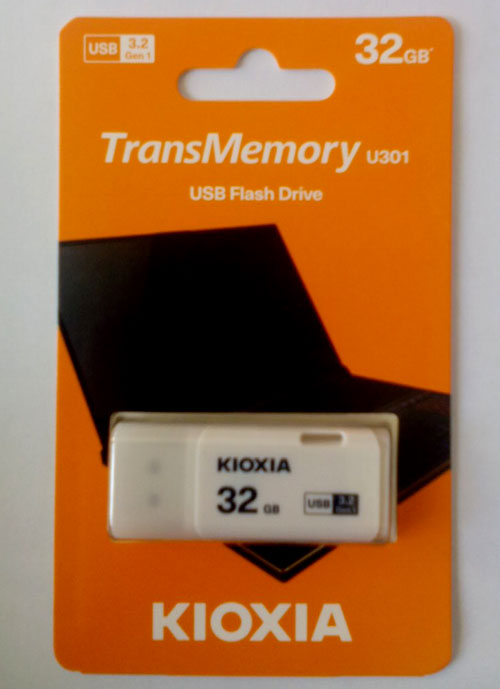 USB 3.2 Gen 1
32GB*
TransMemory U301
USB Flash Drive
KIOXIA
32 GB
USB 3.2 Gen 1
KIOXIA